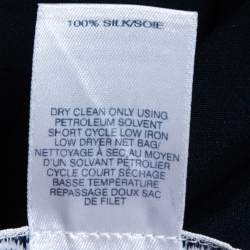 100% SILK/SOIE
DRY CLEAN ONLY USING
PETROLEUM SOLVENT
SHORT CYCLE LOW IRON
LOW DRYER NET BAG/
NETTOYAGE À SEC AU MOYEN
D'UN SOLVANT PÉTROLIER
CYCLE COURT SÉCHAGE
BASSE TEMPÉRATURE
REPASSAGE DOUX SAC
DE FILET